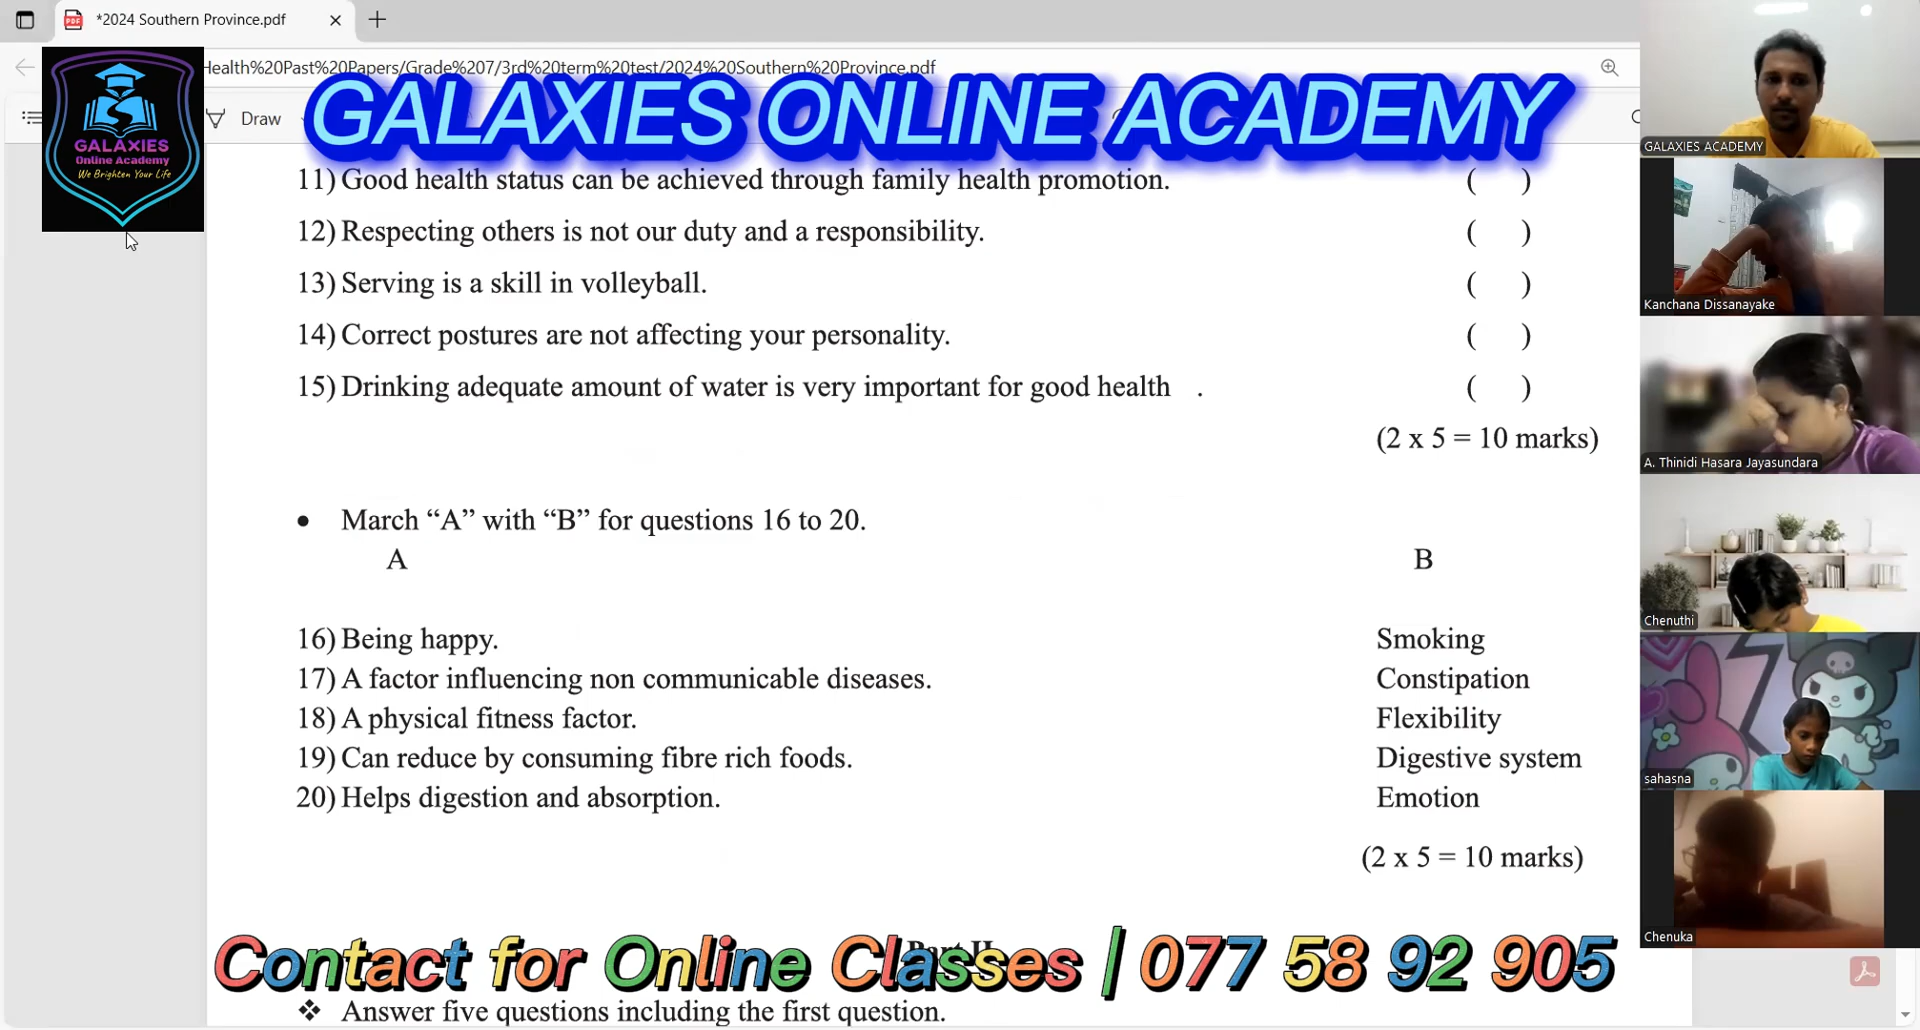 *2024 Southern Province.pdf
Health%20Past%20Papers/Grade%207/3rd%20term%20test/2024%20Southern%20Province.pdf
Draw
GALAXIES
Online Academy
We Brighten Your Life
GALAXIES ONLINE ACADEMY
11) Good health status can be achieved through family health promotion. ( )
12) Respecting others is not our duty and a responsibility. ( )
13) Serving is a skill in volleyball. ( )
14) Correct postures are not affecting your personality. ( )
15) Drinking adequate amount of water is very important for good health . ( )
(2 x 5 = 10 marks)
• March “A” with “B” for questions 16 to 20.
A B
16) Being happy. Smoking
17) A factor influencing non communicable diseases. Constipation
18) A physical fitness factor. Flexibility
19) Can reduce by consuming fibre rich foods. Digestive system
20) Helps digestion and absorption. Emotion
(2 x 5 = 10 marks)
Part II
Contact for Online Classes | 077 58 92 905
❖ Answer five questions including the first question.
GALAXIES ACADEMY
Kanchana Dissanayake
A. Thinidi Hasara Jayasundara
Chenuthi
sahasna
Chenuka